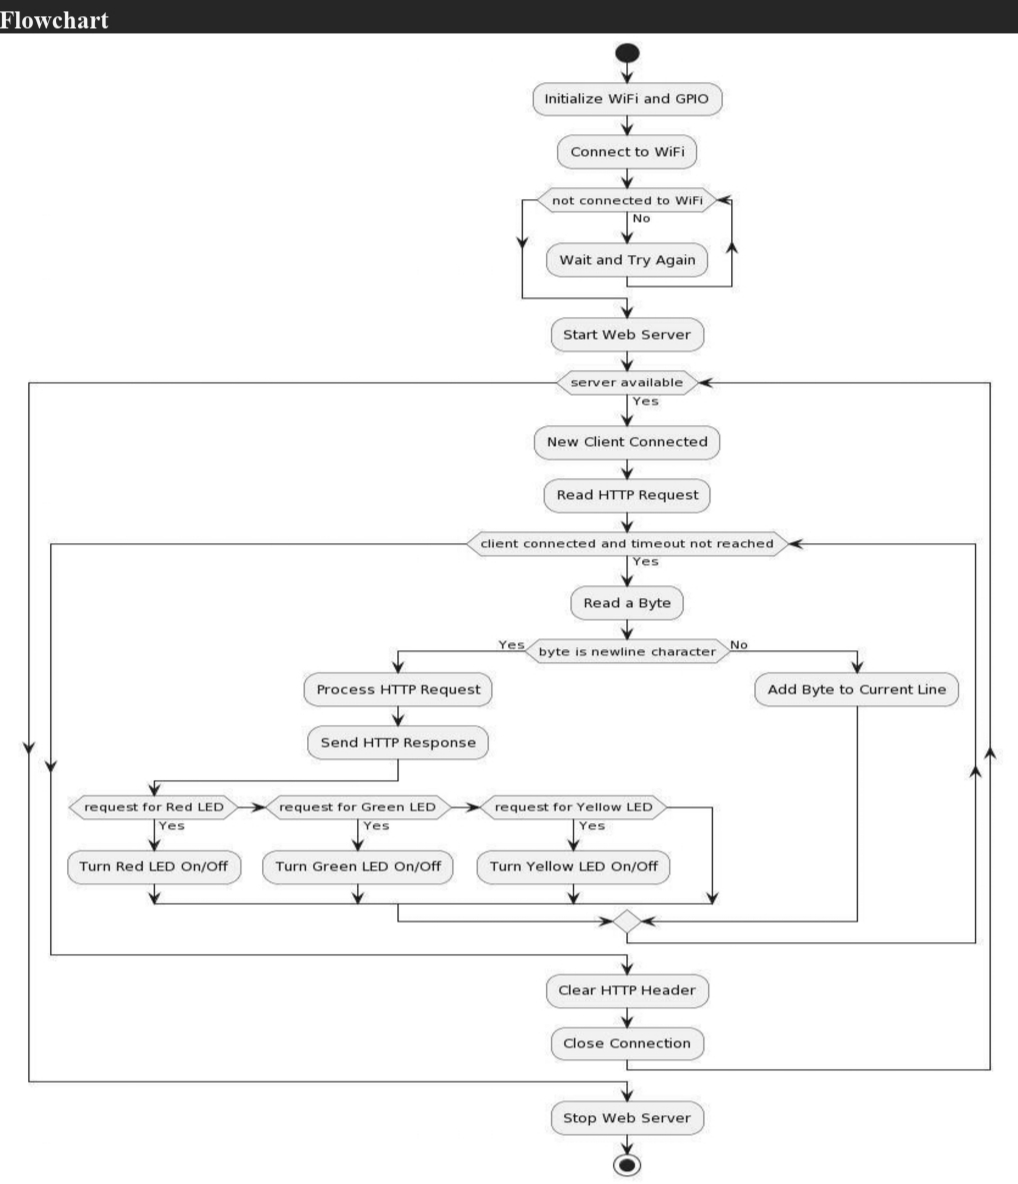 Flowchart
Initialize WiFi and GPIO
Connect to WiFi
not connected to WiFi
No
Wait and Try Again
Start Web Server
server available
Yes
New Client Connected
Read HTTP Request
client connected and timeout not reached
Yes
Read a Byte
Yes
byte is newline character
No
Process HTTP Request
Add Byte to Current Line
Send HTTP Response
request for Red LED
request for Green LED
request for Yellow LED
Yes
Yes
Yes
Turn Red LED On/Off
Turn Green LED On/Off
Turn Yellow LED On/Off
Clear HTTP Header
Close Connection
Stop Web Server